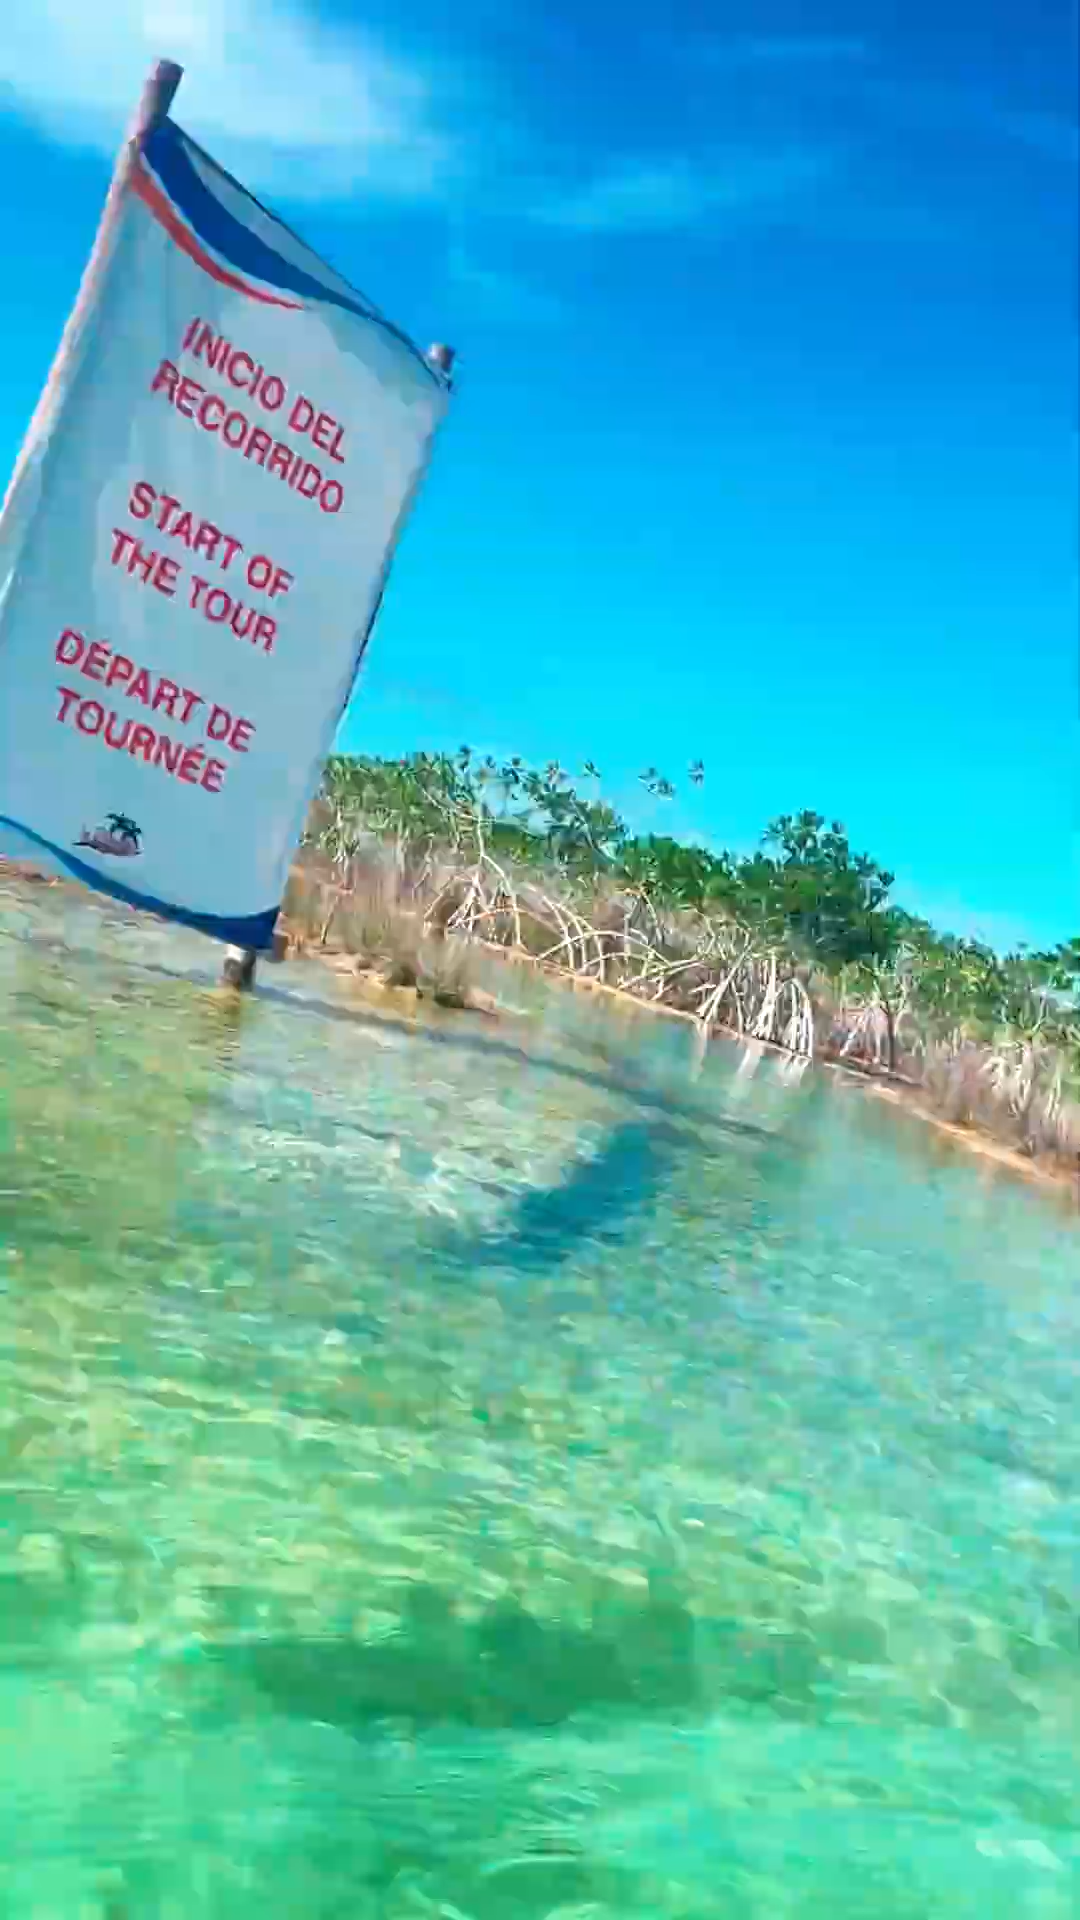 INICIO DEL
RECORRIDO
START OF
THE TOUR
DÉPART DE
TOURNÉE